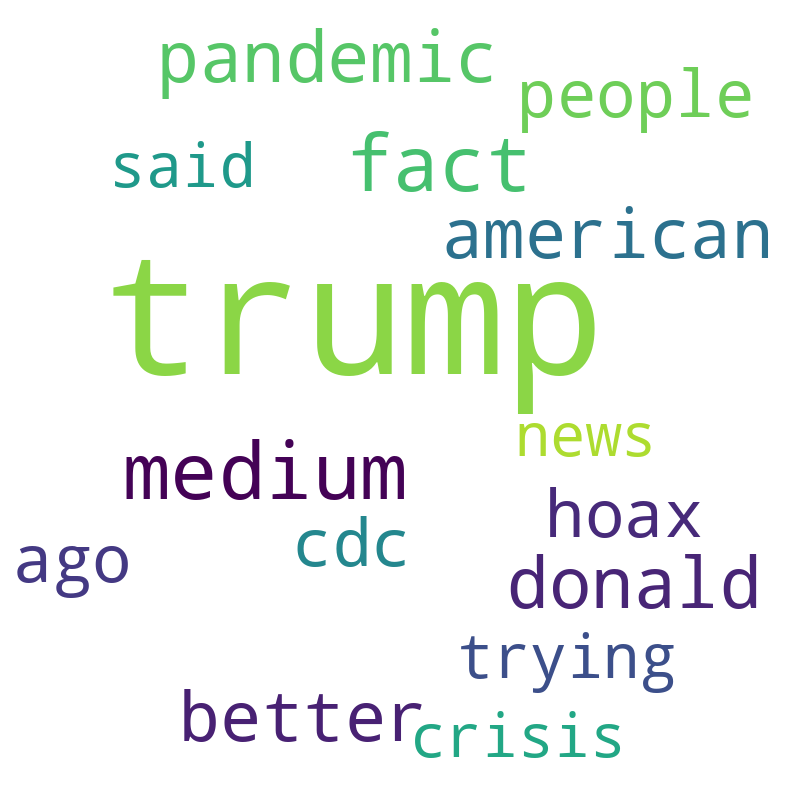 pandemic
people
said fact
american
trump
news
medium
hoax
cdc
ago donald
trying
better
crisis